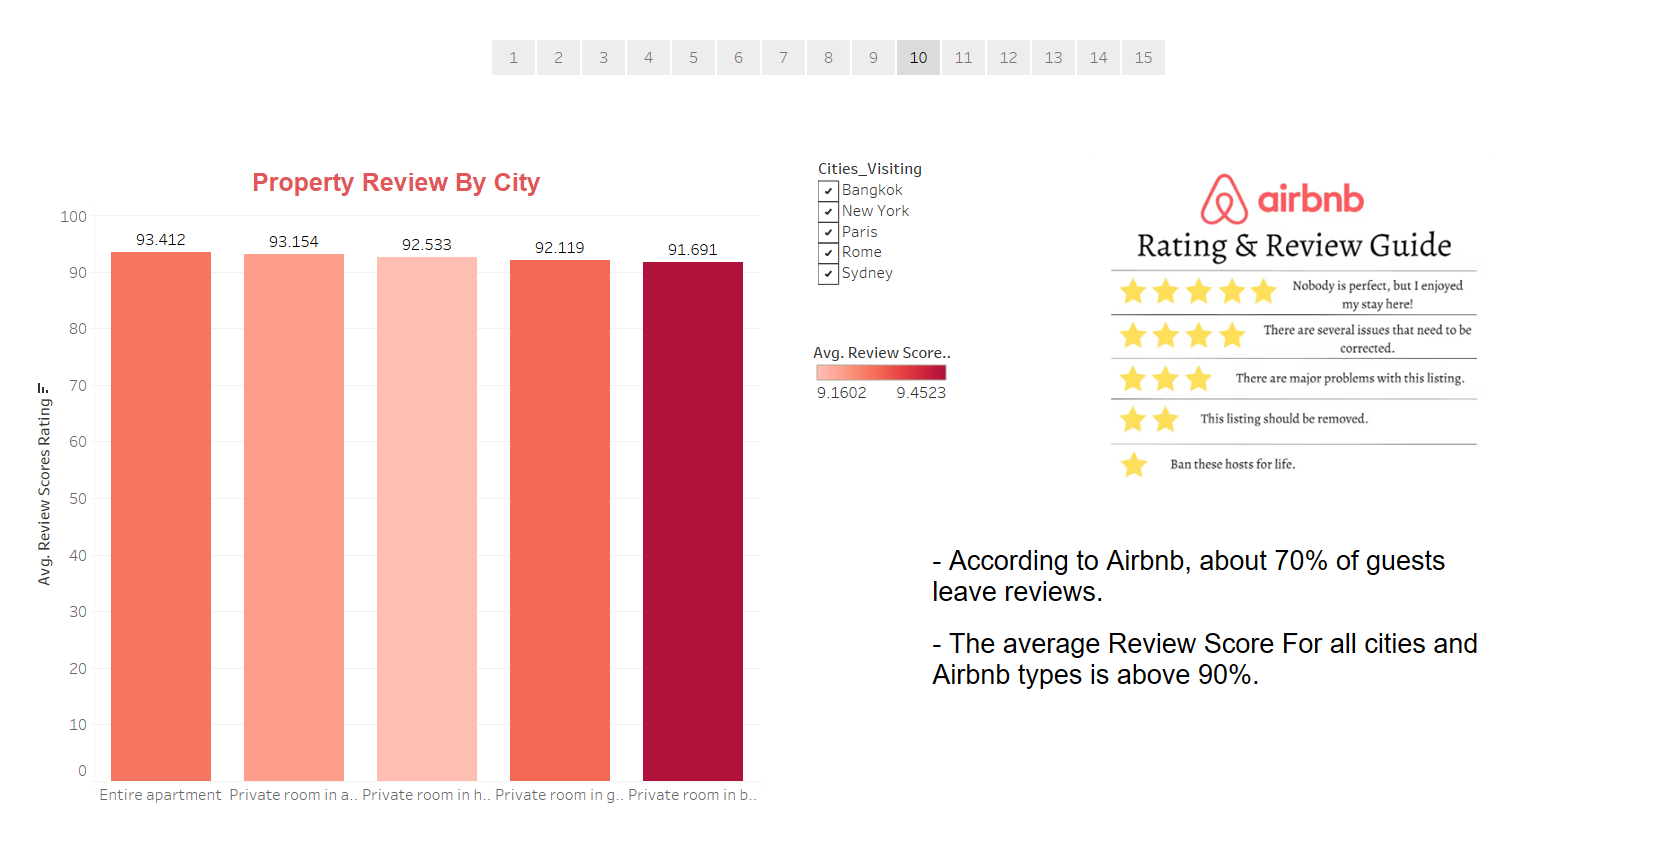 1 2 3 4 5 6 7 8 9 10 11 12 13 14 15
Property Review By City
100
90
80
70
60
50
40
30
20
10
0
Avg. Review Scores Rating
93.412
93.154
92.533
92.119
91.691
Entire apartment
Private room in a..
Private room in h..
Private room in g..
Private room in b..
Cities_Visiting
Bangkok
New York
Paris
Rome
Sydney
Avg. Review Score..
9.1602 9.4523
airbnb
Rating & Review Guide
Nobody is perfect, but I enjoyed
my stay here!
There are several issues that need to be
corrected.
There are major problems with this listing.
This listing should be removed.
Ban these hosts for life.
- According to Airbnb, about 70% of guests
leave reviews.
- The average Review Score For all cities and
Airbnb types is above 90%.